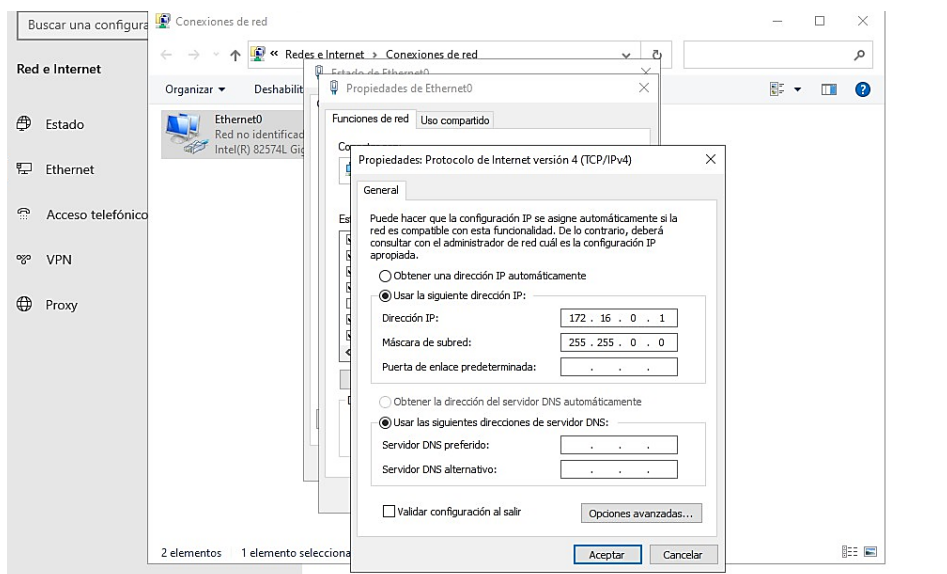 Buscar una configura
Red e Internet
Estado
Ethernet
Acceso telefónico
VPN
Proxy
Conexiones de red
« Redes e Internet > Conexiones de red
Organizar
Deshabilit
Ethernet0
Red no identificad
Intel(R) 82574L Gig
2 elementos
1 elemento selecciona
Estado de Ethernet0
Propiedades de Ethernet0
Funciones de red
Uso compartido
Co
Es
Propiedades: Protocolo de Internet versión 4 (TCP/IPv4)
General
Puede hacer que la configuración IP se asigne automáticamente si la
red es compatible con esta funcionalidad. De lo contrario, deberá
consultar con el administrador de red cuál es la configuración IP
apropiada.
Obtener una dirección IP automáticamente
Usar la siguiente dirección IP:
Dirección IP: 172 . 16 . 0 . 1
Máscara de subred: 255 . 255 . 0 . 0
Puerta de enlace predeterminada: . . .
Obtener la dirección del servidor DNS automáticamente
Usar las siguientes direcciones de servidor DNS:
Servidor DNS preferido: . . .
Servidor DNS alternativo: . . .
Validar configuración al salir
Opciones avanzadas...
Aceptar
Cancelar